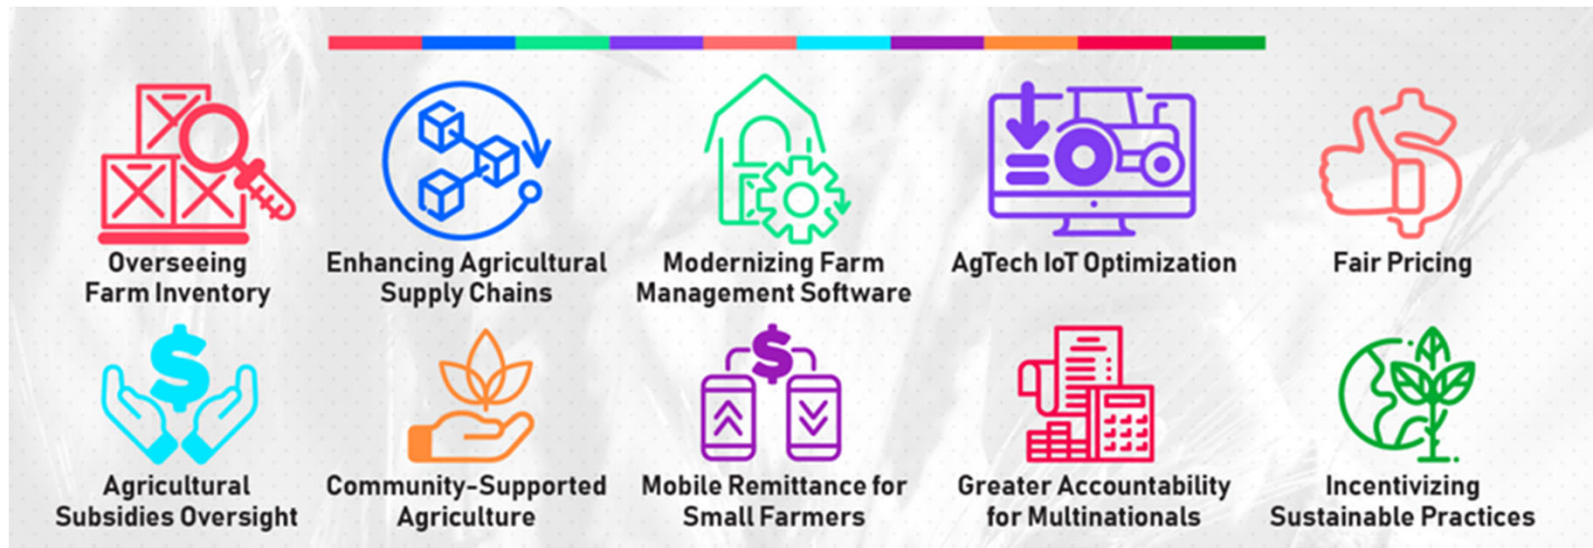 Overseeing
Farm Inventory
Enhancing Agricultural
Supply Chains
Modernizing Farm
Management Software
AgTech IoT Optimization
Fair Pricing
Agricultural
Subsidies Oversight
Community-Supported
Agriculture
Mobile Remittance for
Small Farmers
Greater Accountability
for Multinationals
Incentivizing
Sustainable Practices